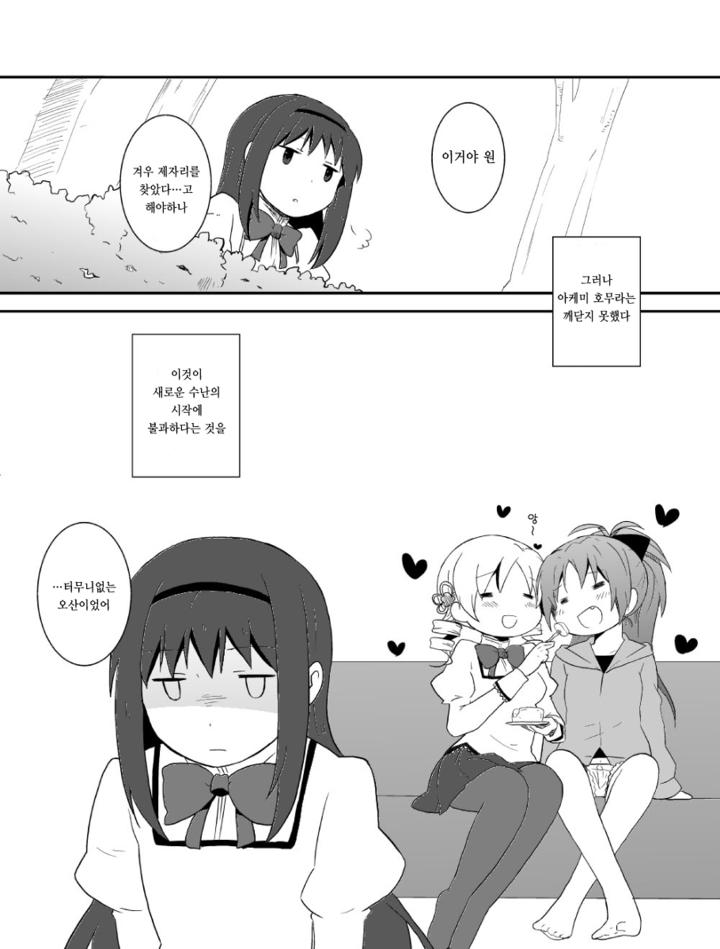 이거야 원
겨우 제자리를
찾았다…고
해야하나
그러나
아케미 호무라는
깨닫지 못했다
이것이
새로운 수난의
시작에
불과하다는 것을
앙~
…터무니없는
오산이었어